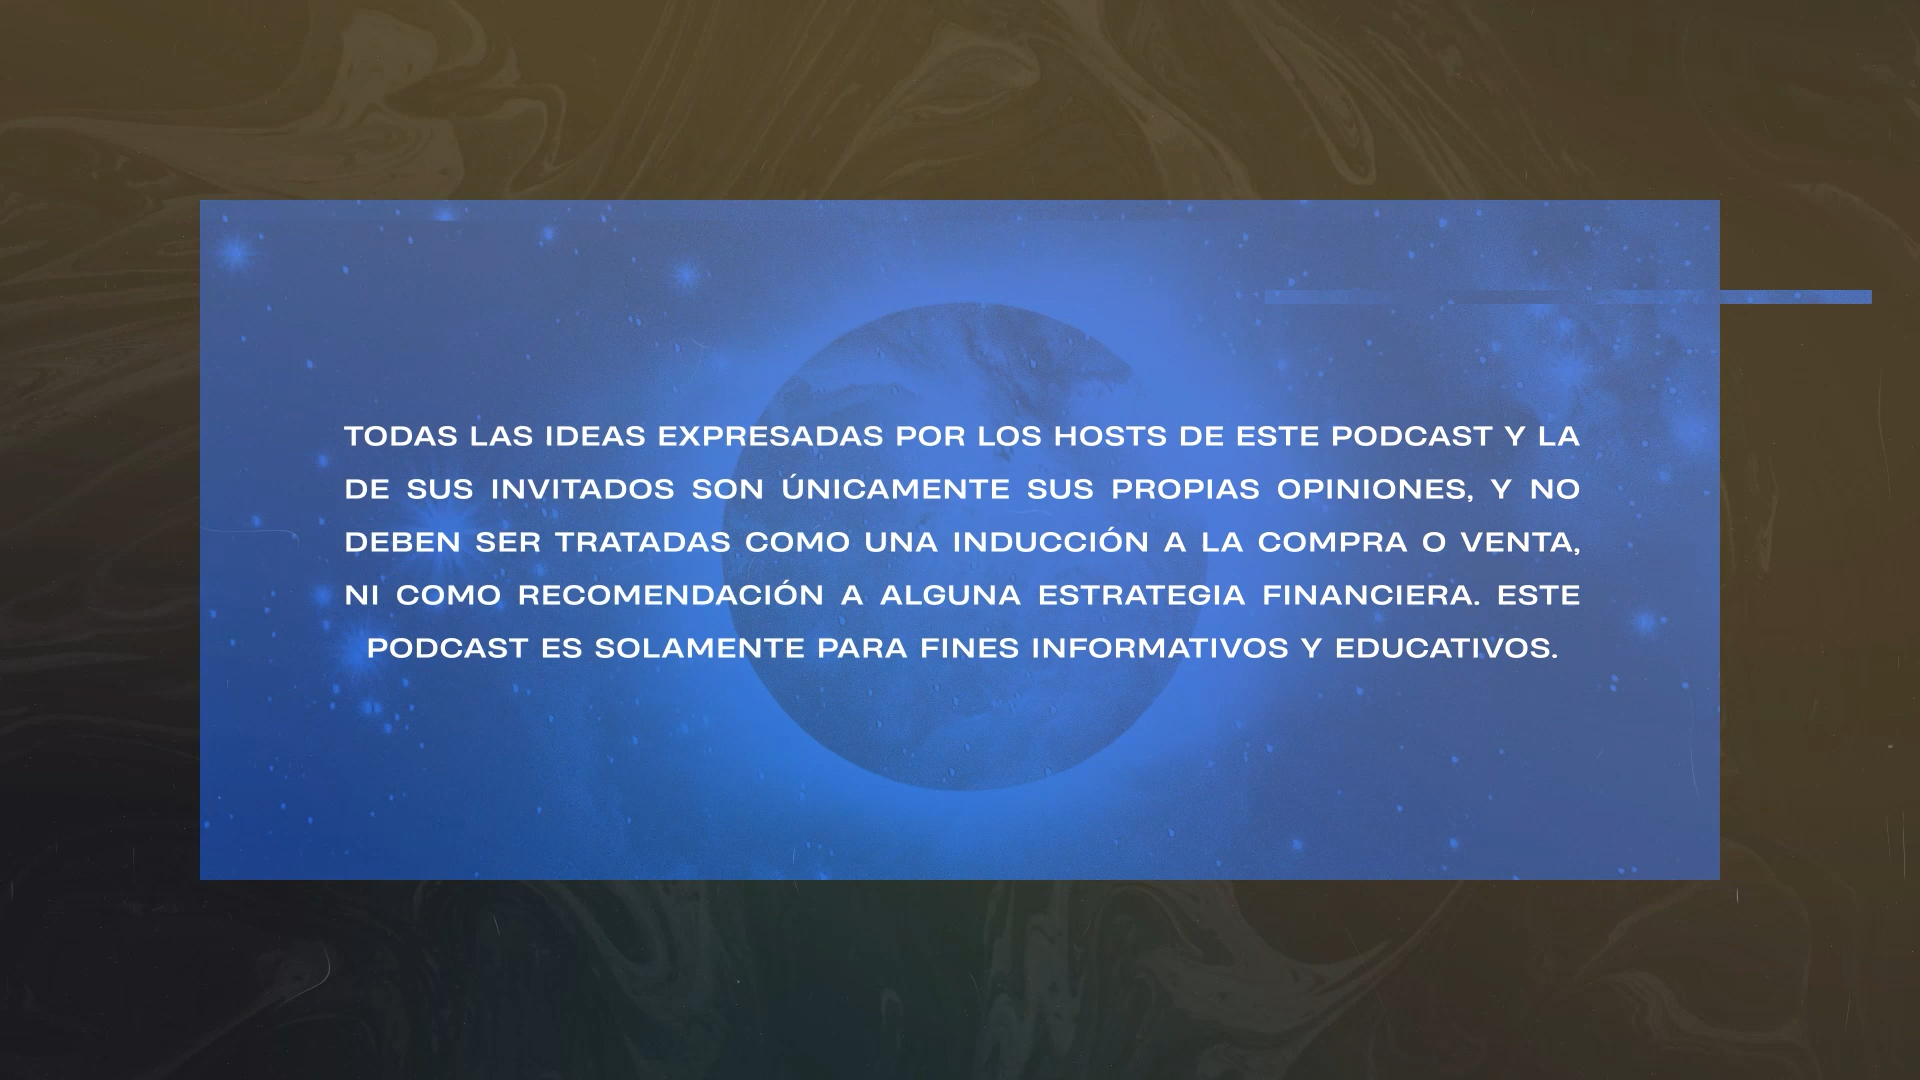 TODAS LAS IDEAS EXPRESADAS POR LOS HOSTS DE ESTE PODCAST Y LA
DE SUS INVITADOS SON ÚNICAMENTE SUS PROPIAS OPINIONES, Y NO
DEBEN SER TRATADAS COMO UNA INDUCCIÓN A LA COMPRA O VENTA,
NI COMO RECOMENDACIÓN A ALGUNA ESTRATEGIA FINANCIERA. ESTE
PODCAST ES SOLAMENTE PARA FINES INFORMATIVOS Y EDUCATIVOS.